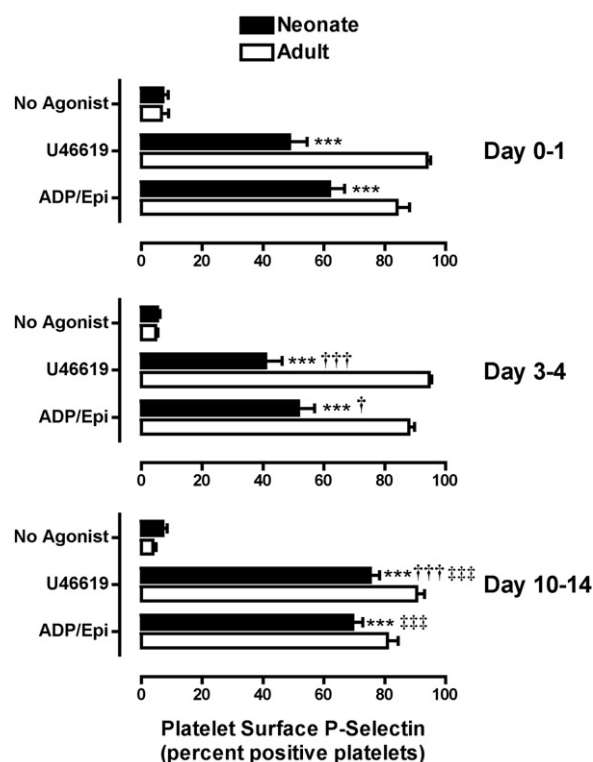 Neonate
Adult
No Agonist
U46619
***
ADP/Epi
***
Day 0-1
0 20 40 60 80 100
No Agonist
U46619
*** †††
ADP/Epi
*** †
Day 3-4
0 20 40 60 80 100
No Agonist
U46619
***††† ‡‡‡
ADP/Epi
*** ‡‡‡
Day 10-14
0 20 40 60 80 100
Platelet Surface P-Selectin
(percent positive platelets)